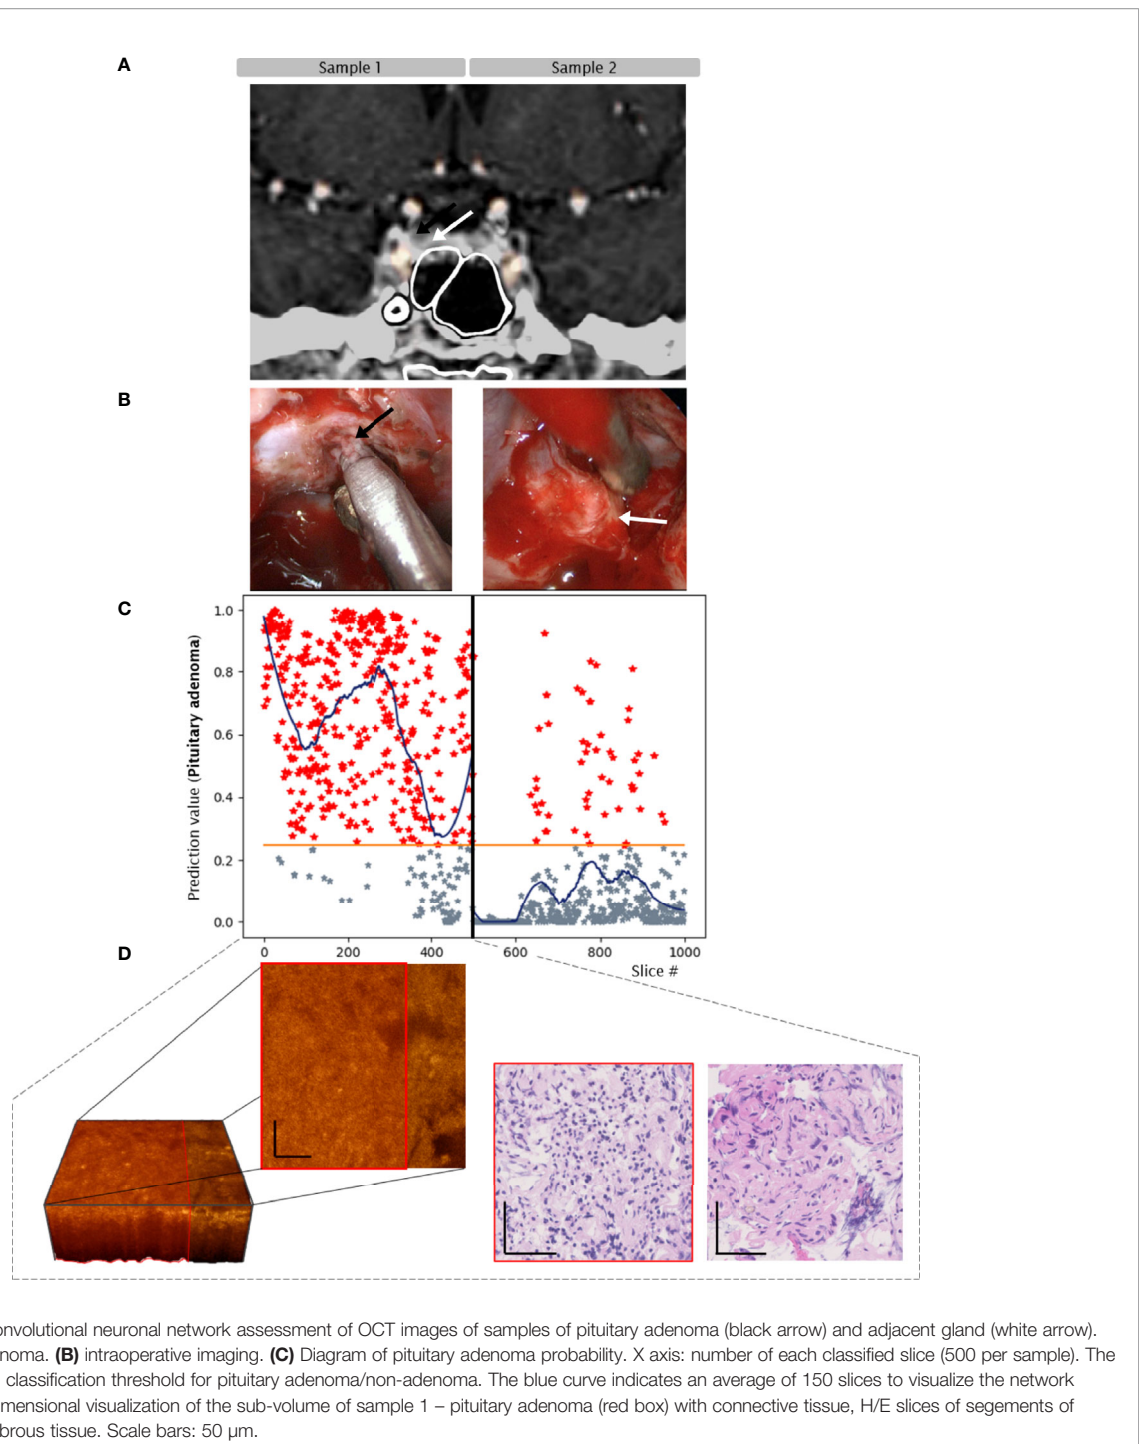 A
Sample 1
Sample 2
B
C
Prediction value (Pituitary adenoma)
1.0
0.8
0.6
0.4
0.2
0.0
0
200
400
600
800
1000
Slice #
D
onvolutional neuronal network assessment of OCT images of samples of pituitary adenoma (black arrow) and adjacent gland (white arrow).
noma. (B) intraoperative imaging. (C) Diagram of pituitary adenoma probability. X axis: number of each classified slice (500 per sample). The
classification threshold for pituitary adenoma/non-adenoma. The blue curve indicates an average of 150 slices to visualize the network
mensional visualization of the sub-volume of sample 1 – pituitary adenoma (red box) with connective tissue, H/E slices of segements of
brous tissue. Scale bars: 50 µm.